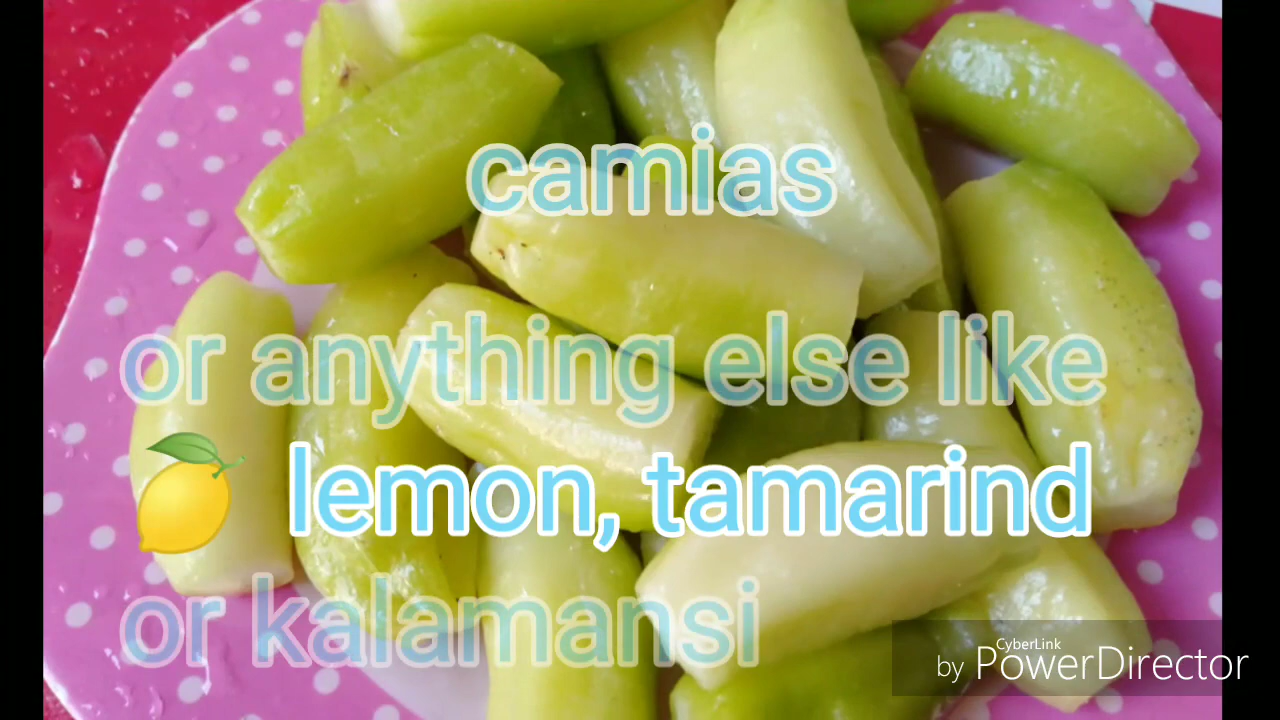 camias
or anything else like
🍋 lemon, tamarind
or kalamansi
CyberLink
by PowerDirector